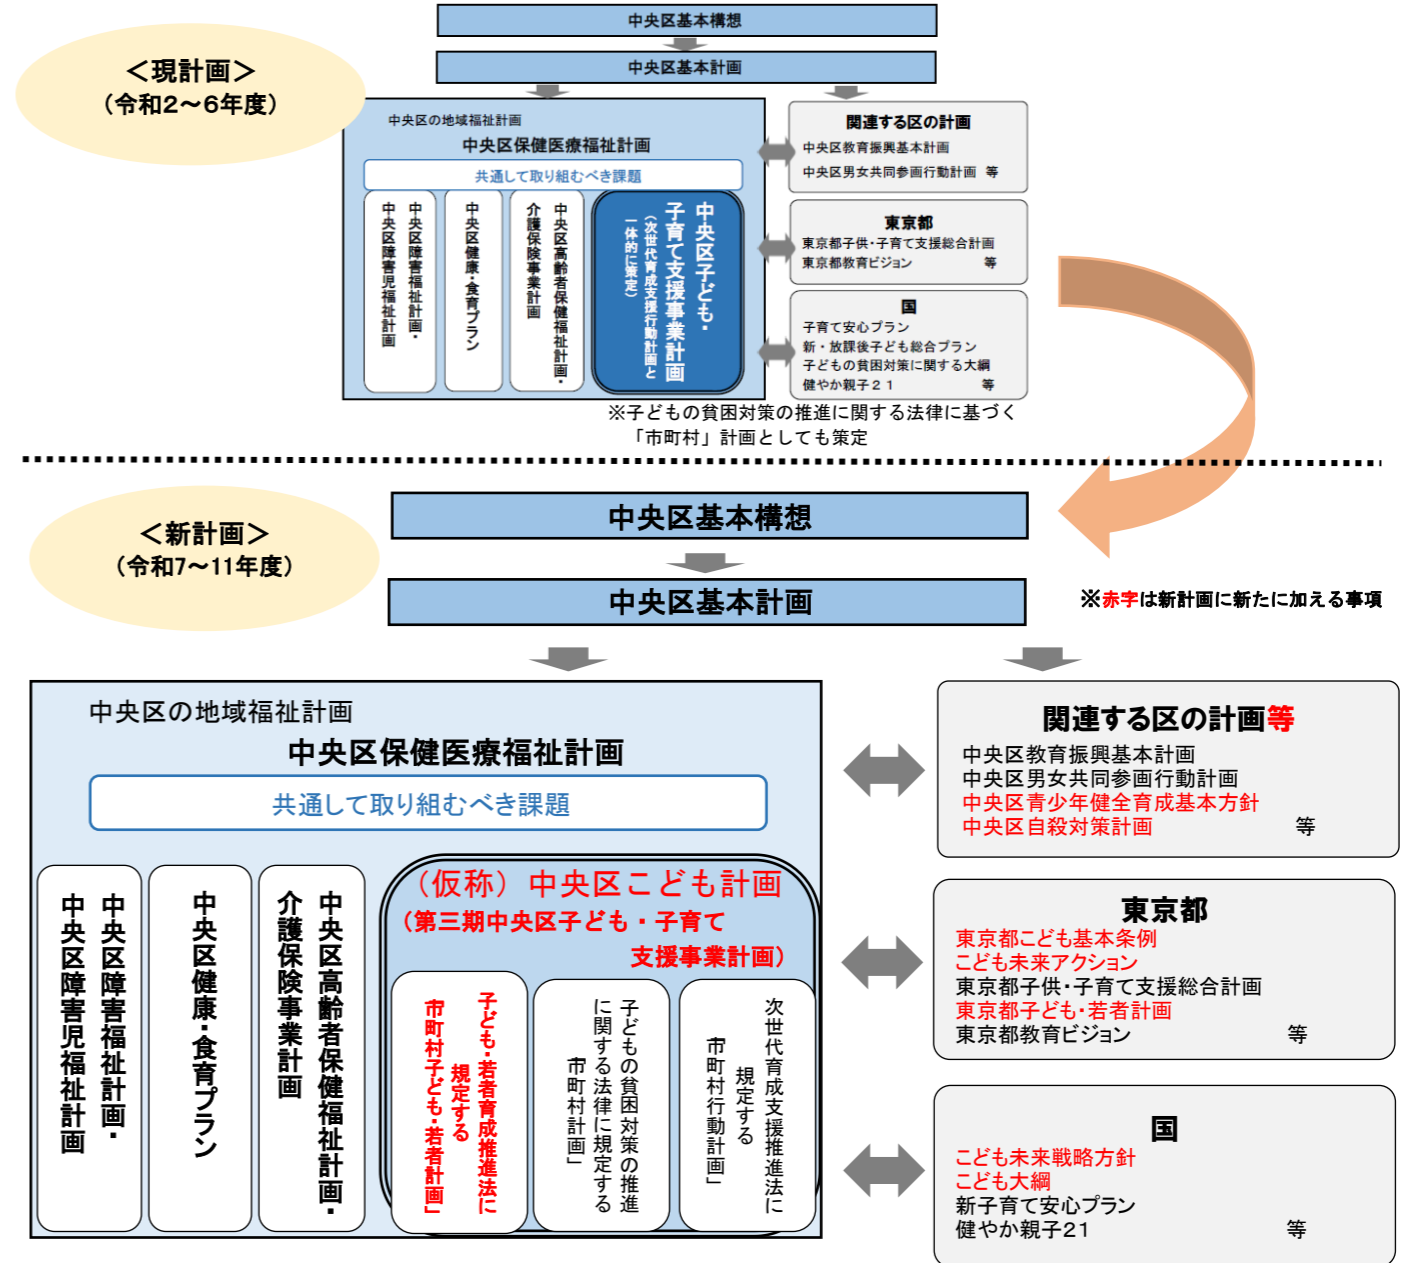 中央区基本構想
中央区基本計画
＜現計画＞
（令和2～6年度）
中央区の地域福祉計画
中央区保健医療福祉計画
共通して取り組むべき課題
中央区障害福祉計画・
中央区障害児福祉計画
中央区健康・食育プラン
中央区高齢者保健福祉計画・
介護保険事業計画
中央区子ども・
子育て支援事業計画
（次世代育成支援行動計画と
一体的に策定）
関連する区の計画
中央区教育振興基本計画
中央区男女共同参画行動計画 等
東京都
東京都子供・子育て支援総合計画
東京都教育ビジョン 等
国
子育て安心プラン
新・放課後子ども総合プラン
子どもの貧困対策に関する大綱
健やか親子２１ 等
※子どもの貧困対策の推進に関する法律に基づく
「市町村」計画としても策定
＜新計画＞
（令和7～11年度）
中央区基本構想
中央区基本計画
※赤字は新計画に新たに加える事項
中央区の地域福祉計画
中央区保健医療福祉計画
共通して取り組むべき課題
中央区障害福祉計画・
中央区障害児福祉計画
中央区健康・食育プラン
中央区高齢者保健福祉計画・
介護保険事業計画
（仮称）中央区こども計画
（第三期中央区子ども・子育て
支援事業計画）
子ども・若者育成推進法に
規定する
市町村子ども・若者計画」
子どもの貧困対策の推進
に関する法律に規定する
市町村計画」
次世代育成支援推進法に
規定する
市町村行動計画」
関連する区の計画等
中央区教育振興基本計画
中央区男女共同参画行動計画
中央区青少年健全育成基本方針
中央区自殺対策計画 等
東京都
東京都こども基本条例
こども未来アクション
東京都子供・子育て支援総合計画
東京都子ども・若者計画
東京都教育ビジョン 等
国
こども未来戦略方針
こども大綱
新子育て安心プラン
健やか親子２１ 等